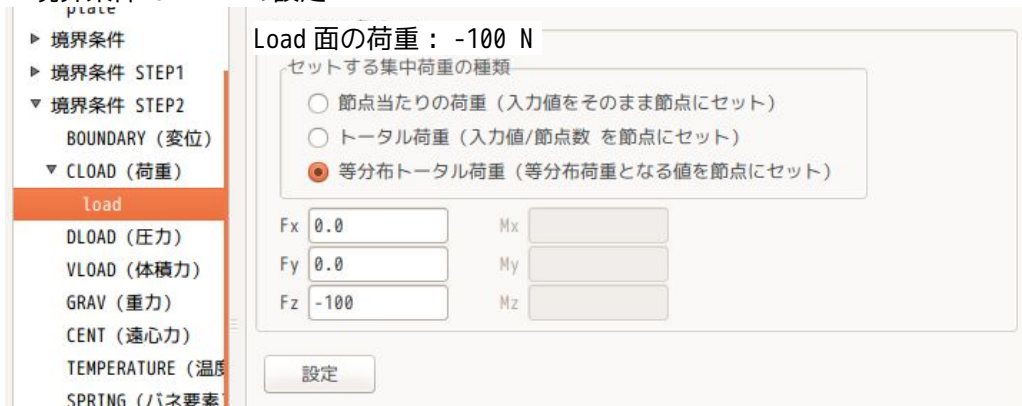 plate
Load 面の荷重： -100 N
▶ 境界条件
セットする集中荷重の種類
▶ 境界条件 STEP1
節点当たりの荷重（入力値をそのまま節点にセット）
▼ 境界条件 STEP2
トータル荷重（入力値/節点数 を節点にセット）
BOUNDARY（変位）
▼ CLOAD（荷重）
等分布トータル荷重（等分布荷重となる値を節点にセット）
load
Fx 0.0 Mx
DLOAD（圧力）
Fy 0.0 My
VLOAD（体積力）
Fz -100 Mz
GRAV（重力）
CENT（遠心力）
TEMPERATURE（温度
設定
SPRING（バネ要素）